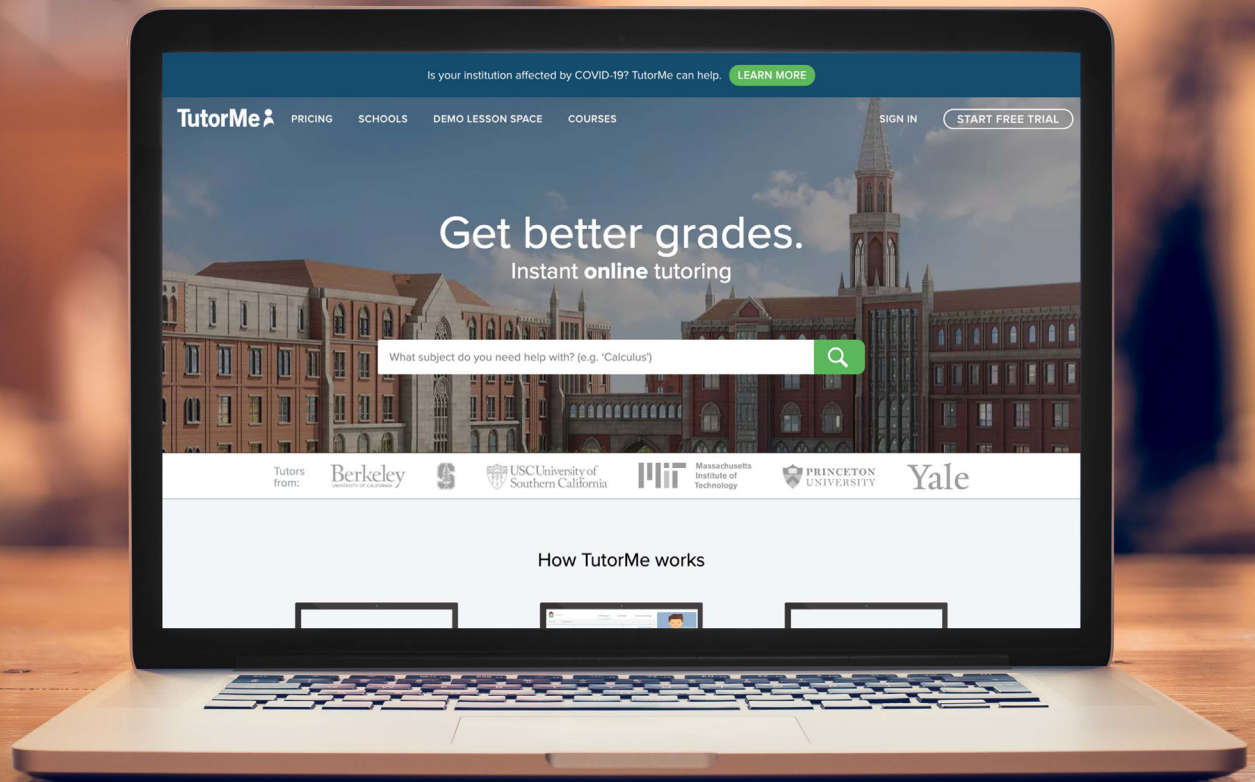 Is your institution affected by COVID-19? TutorMe can help. LEARN MORE
TutorMe PRICING SCHOOLS DEMO LESSON SPACE COURSES SIGN IN START FREE TRIAL
Get better grades.
Instant online tutoring
What subject do you need help with? (e.g. 'Calculus')
Tutors
from:
Berkeley
UNIVERSITY OF CALIFORNIA
S
USC University of
Southern California
Massachusetts
Institute of
Technology
PRINCETON
UNIVERSITY
Yale
How TutorMe works